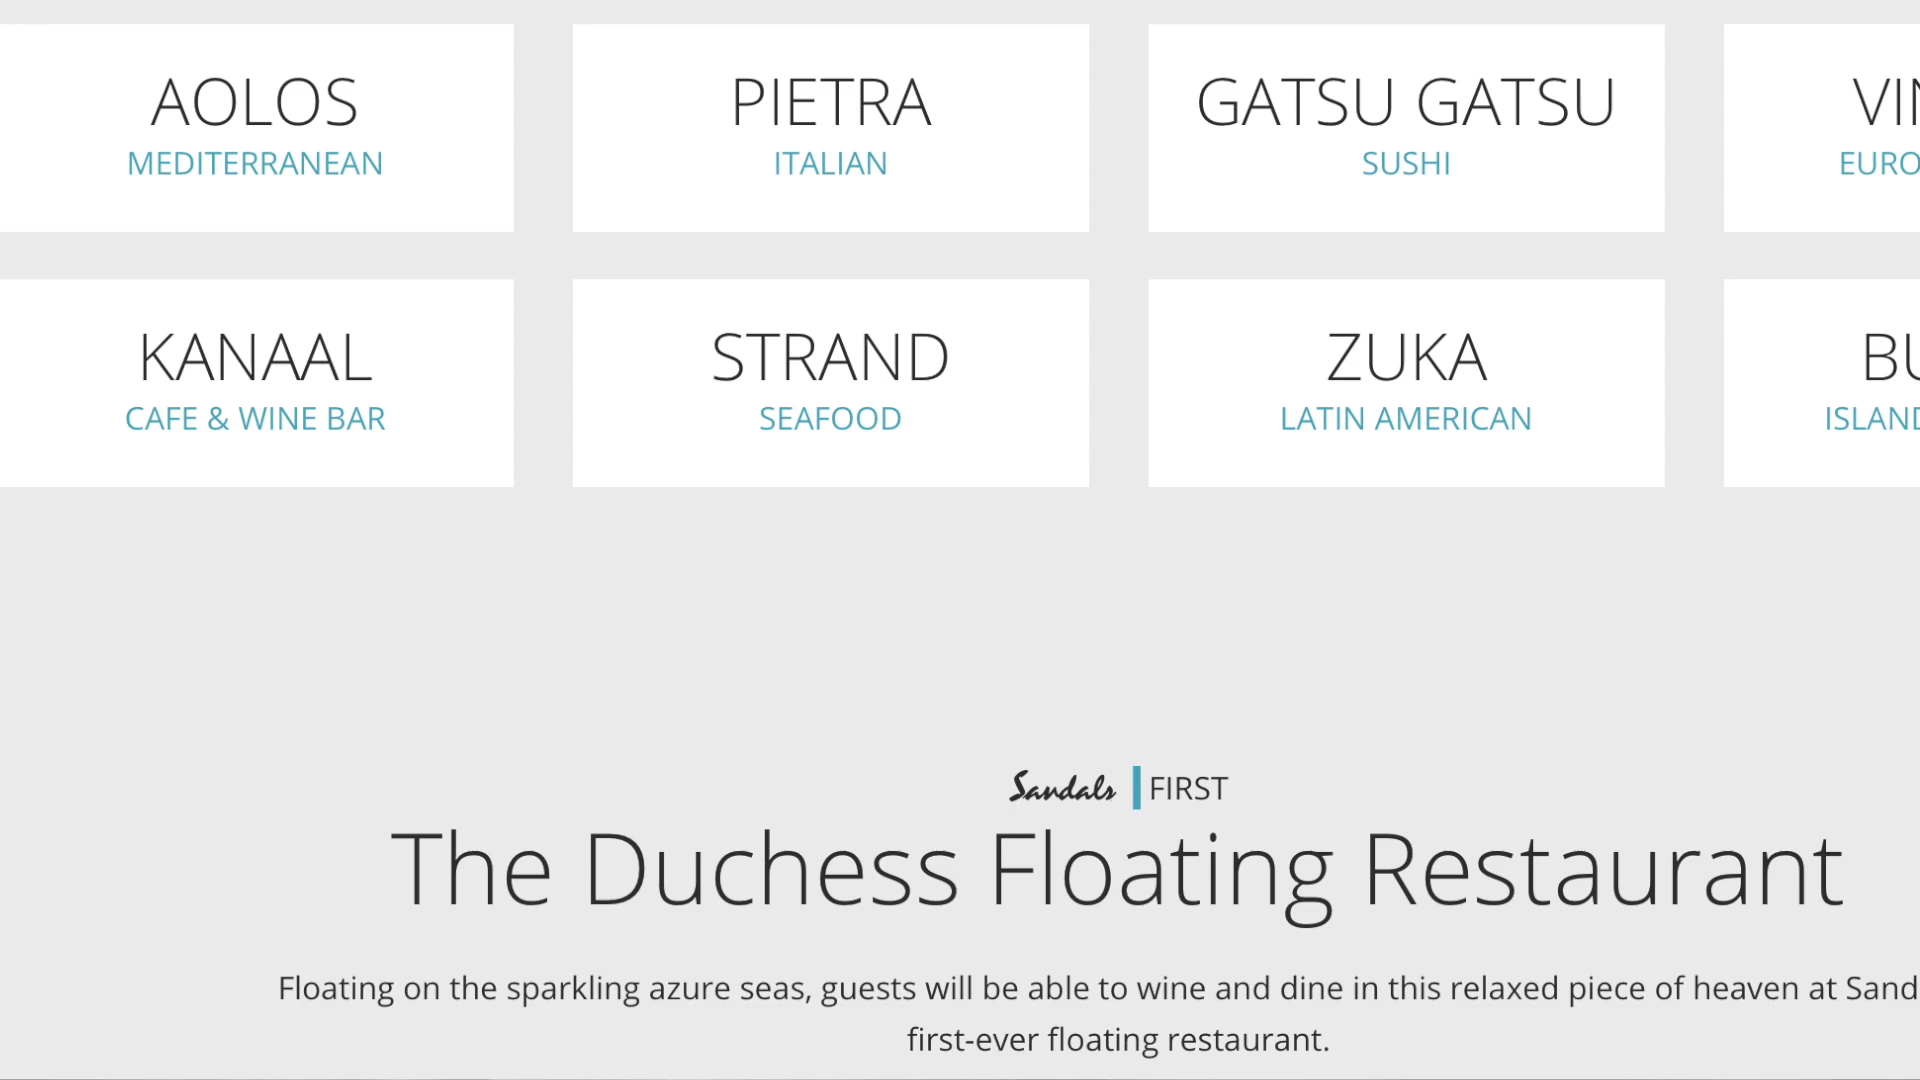 AOLOS
MEDITERRANEAN
PIETRA
ITALIAN
GATSU GATSU
SUSHI
KANAAL
CAFE & WINE BAR
STRAND
SEAFOOD
ZUKA
LATIN AMERICAN
Sandals FIRST
The Duchess Floating Restaurant
Floating on the sparkling azure seas, guests will be able to wine and dine in this relaxed piece of heaven at
first-ever floating restaurant.